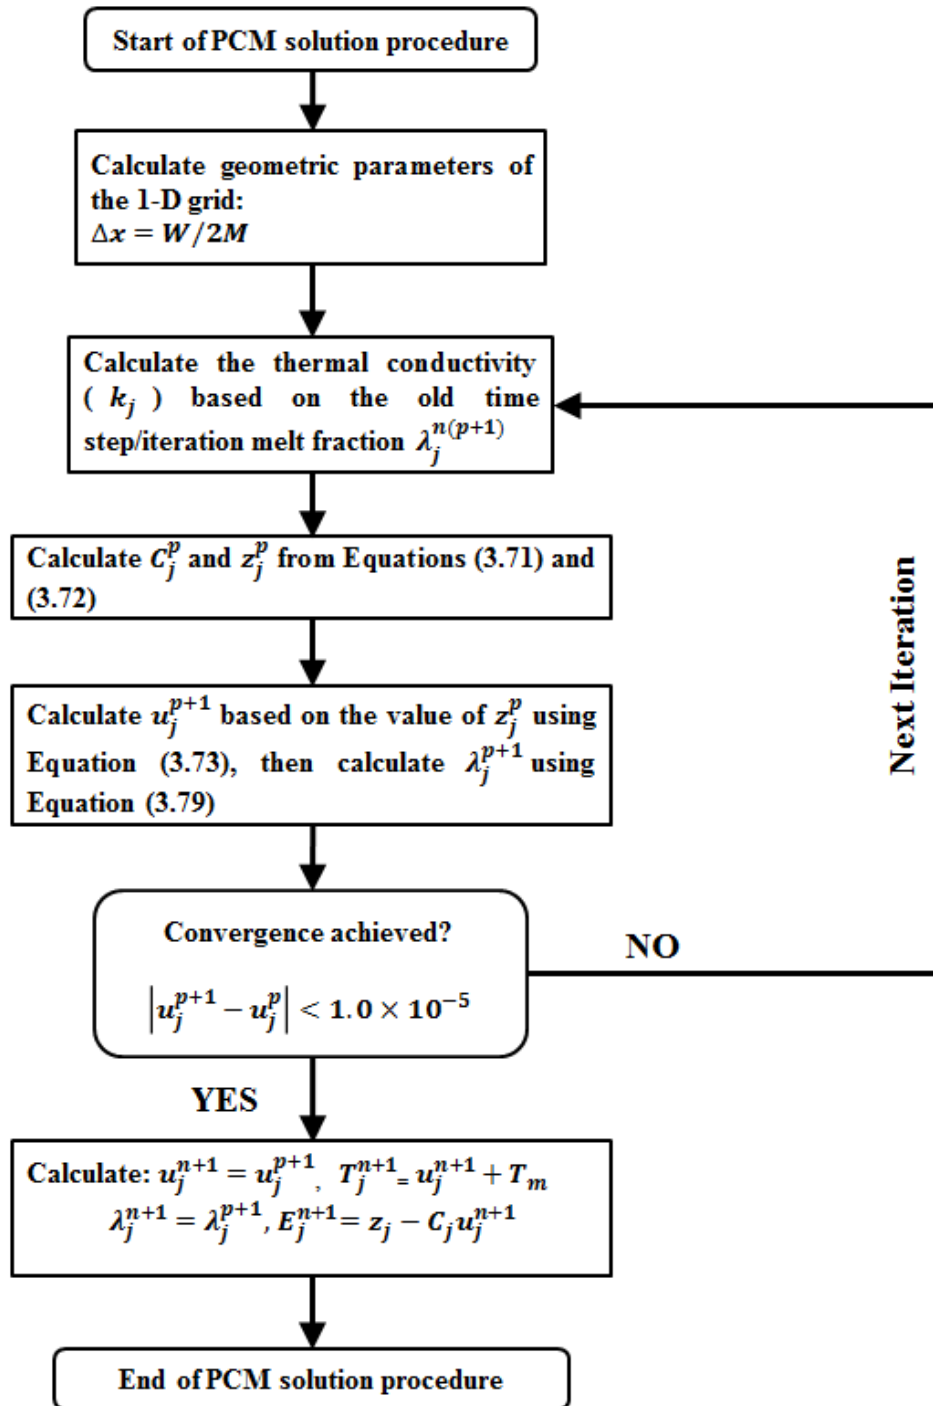 Start of PCM solution procedure
Calculate geometric parameters of
the 1-D grid:
Δx = W/2M
Calculate the thermal conductivity
( k_j ) based on the old time
step/iteration melt fraction λ_j^{n(p+1)}
Calculate C_j^p and z_j^p from Equations (3.71) and
(3.72)
Calculate u_j^{p+1} based on the value of z_j^p using
Equation (3.73), then calculate λ_j^{p+1} using
Equation (3.79)
Next Iteration
Convergence achieved?
|u_j^{p+1} − u_j^p| < 1.0 × 10^{−5}
NO
YES
Calculate: u_j^{n+1} = u_j^{p+1}, T_j^{n+1} = u_j^{n+1} + T_m
λ_j^{n+1} = λ_j^{p+1}, E_j^{n+1} = z_j − C_j u_j^{n+1}
End of PCM solution procedure